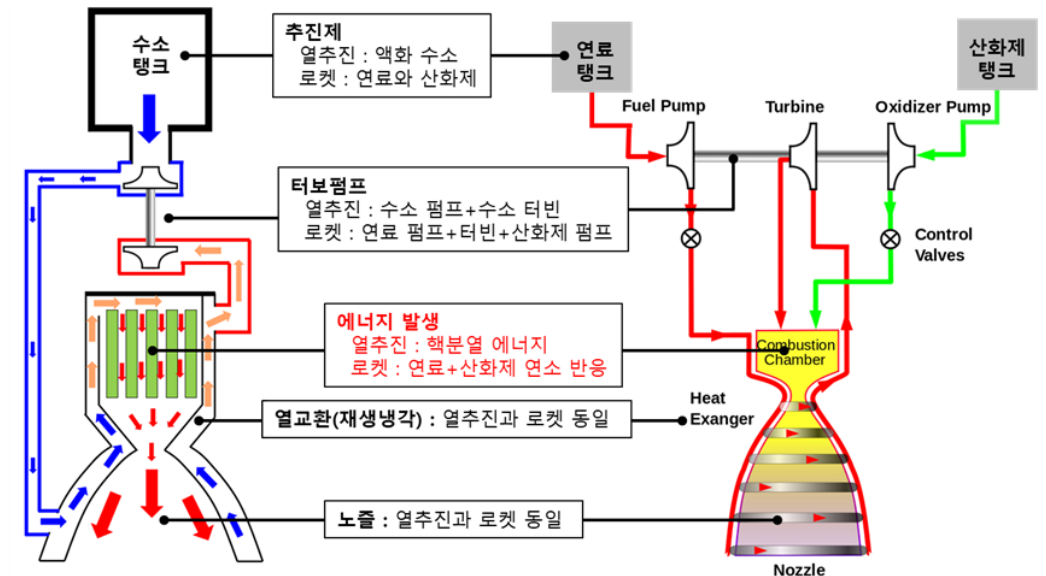 수소
탱크
추진제
열추진 : 액화 수소
로켓 : 연료와 산화제
연료
탱크
산화제
탱크
Fuel Pump
Turbine
Oxidizer Pump
터보펌프
열추진 : 수소 펌프+수소 터빈
로켓 : 연료 펌프+터빈+산화제 펌프
Control
Valves
에너지 발생
열추진 : 핵분열 에너지
로켓 : 연료+산화제 연소 반응
Combustion
Chamber
열교환(재생냉각) : 열추진과 로켓 동일
Heat
Exanger
노즐 : 열추진과 로켓 동일
Nozzle